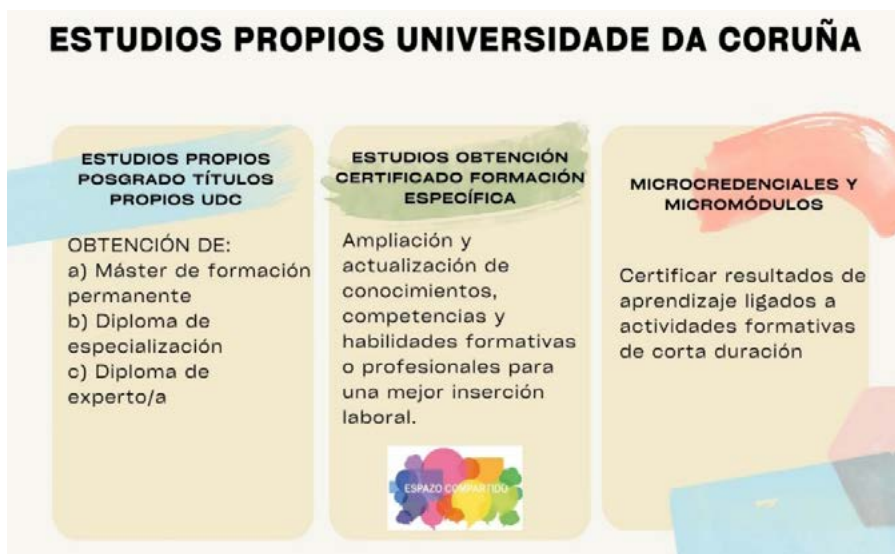 ESTUDIOS PROPIOS UNIVERSIDADE DA CORUÑA
ESTUDIOS PROPIOS
POSGRADO TÍTULOS
PROPIOS UDC
OBTENCIÓN DE:
a) Máster de formación
permanente
b) Diploma de
especialización
c) Diploma de
experto/a
ESTUDIOS OBTENCIÓN
CERTIFICADO FORMACIÓN
ESPECÍFICA
Ampliación y
actualización de
conocimientos,
competencias y
habilidades formativas
o profesionales para
una mejor inserción
laboral.
ESPAZO COMPARTIDO
MICROCREDENCIALES Y
MICROMÓDULOS
Certificar resultados de
aprendizaje ligados a
actividades formativas
de corta duración